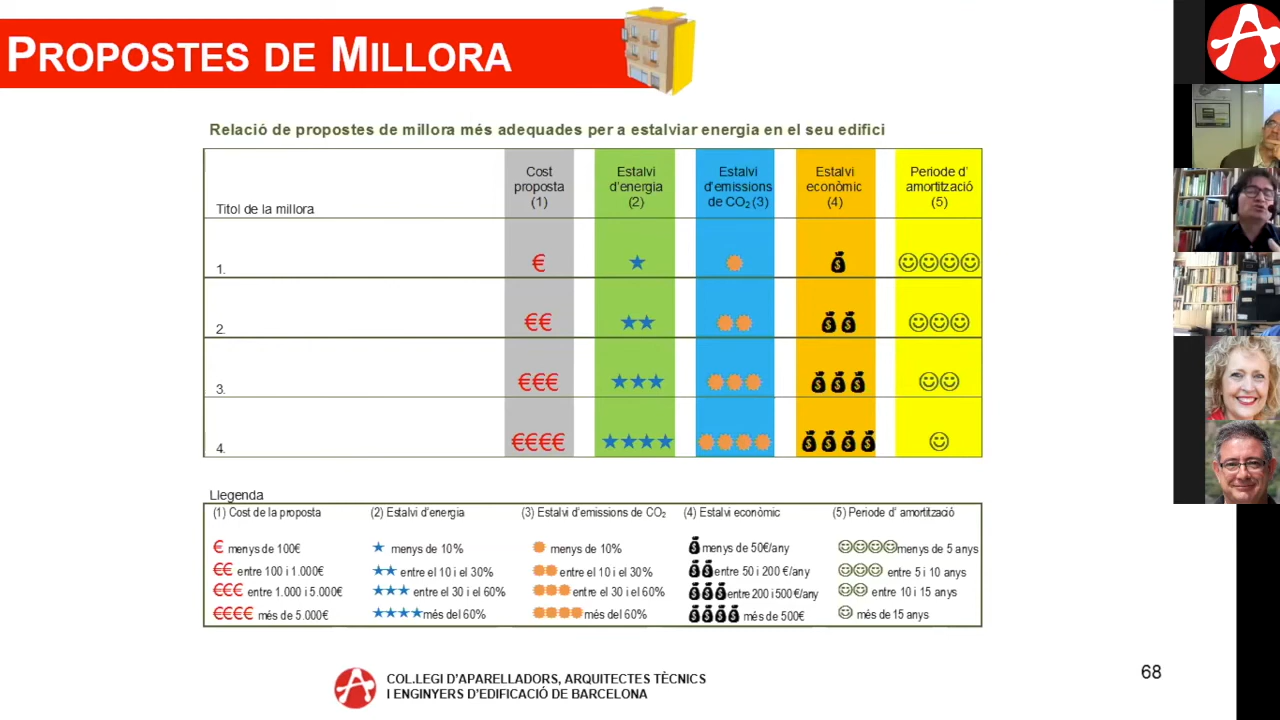 PROPOSTES DE MILLORA
Relació de propostes de millora més adequades per a estalviar energia en el seu edifici
Titol de la millora
Cost proposta (1)
Estalvi d'energia (2)
Estalvi d'emissions de CO₂ (3)
Estalvi econòmic (4)
Periode d' amortització (5)
1. €
2. €€
3. €€€
4. €€€€
Llegenda
(1) Cost de la proposta
€ menys de 100€
€€ entre 100 i 1.000€
€€€ entre 1.000 i 5.000€
€€€€ més de 5.000€
(2) Estalvi d'energia
menys de 10%
entre el 10 i el 30%
entre el 30 i el 60%
més del 60%
(3) Estalvi d'emissions de CO₂
menys de 10%
entre el 10 i el 30%
entre el 30 i el 60%
més del 60%
(4) Estalvi econòmic
menys de 50€/any
entre 50 i 200 €/any
entre 200 i 500 €/any
més de 500€
(5) Periode d' amortizació
menys de 5 anys
entre 5 i 10 anys
entre 10 i 15 anys
més de 15 anys
COL.LEGI D'APARELLADORS, ARQUITECTES TÈCNICS
I ENGINYERS D'EDIFICACIÓ DE BARCELONA
68